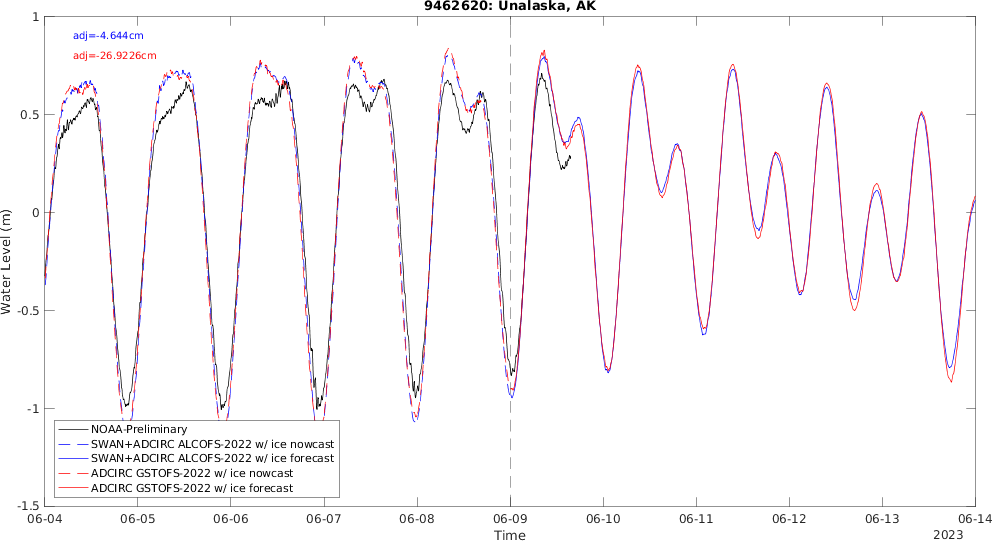 9462620: Unalaska, AK
adj=-4.644cm
adj=-26.9226cm
Water Level (m)
1
0.5
0
-0.5
-1
-1.5
NOAA-Preliminary
SWAN+ADCIRC ALCOFS-2022 w/ ice nowcast
SWAN+ADCIRC ALCOFS-2022 w/ ice forecast
ADCIRC GSTOFS-2022 w/ ice nowcast
ADCIRC GSTOFS-2022 w/ ice forecast
06-04 06-05 06-06 06-07 06-08 06-09 06-10 06-11 06-12 06-13 06-14
Time
2023